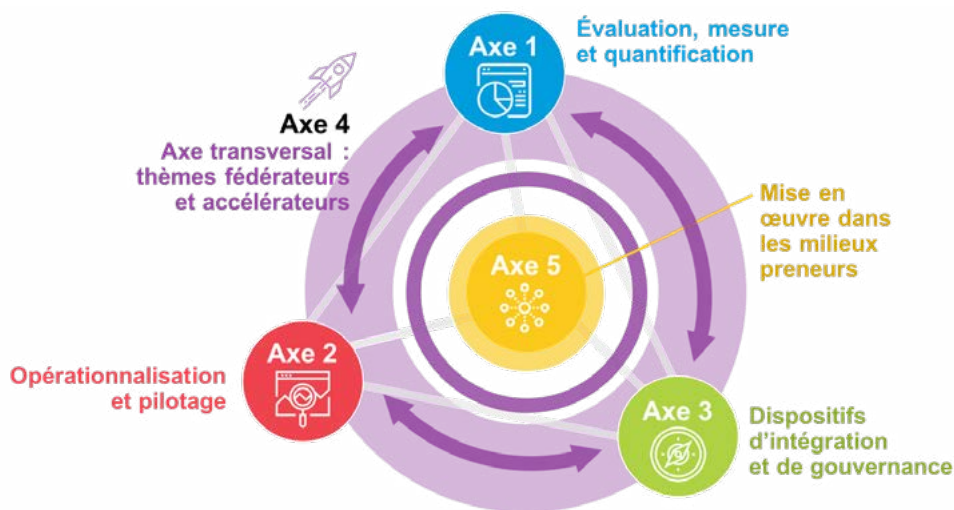 Axe 1
Évaluation, mesure
et quantification
Axe 4
Axe transversal :
thèmes fédérateurs
et accélérateurs
Mise en
œuvre dans
les milieux
preneurs
Axe 5
Axe 2
Opérationnalisation
et pilotage
Axe 3
Dispositifs
d'intégration
et de gouvernance